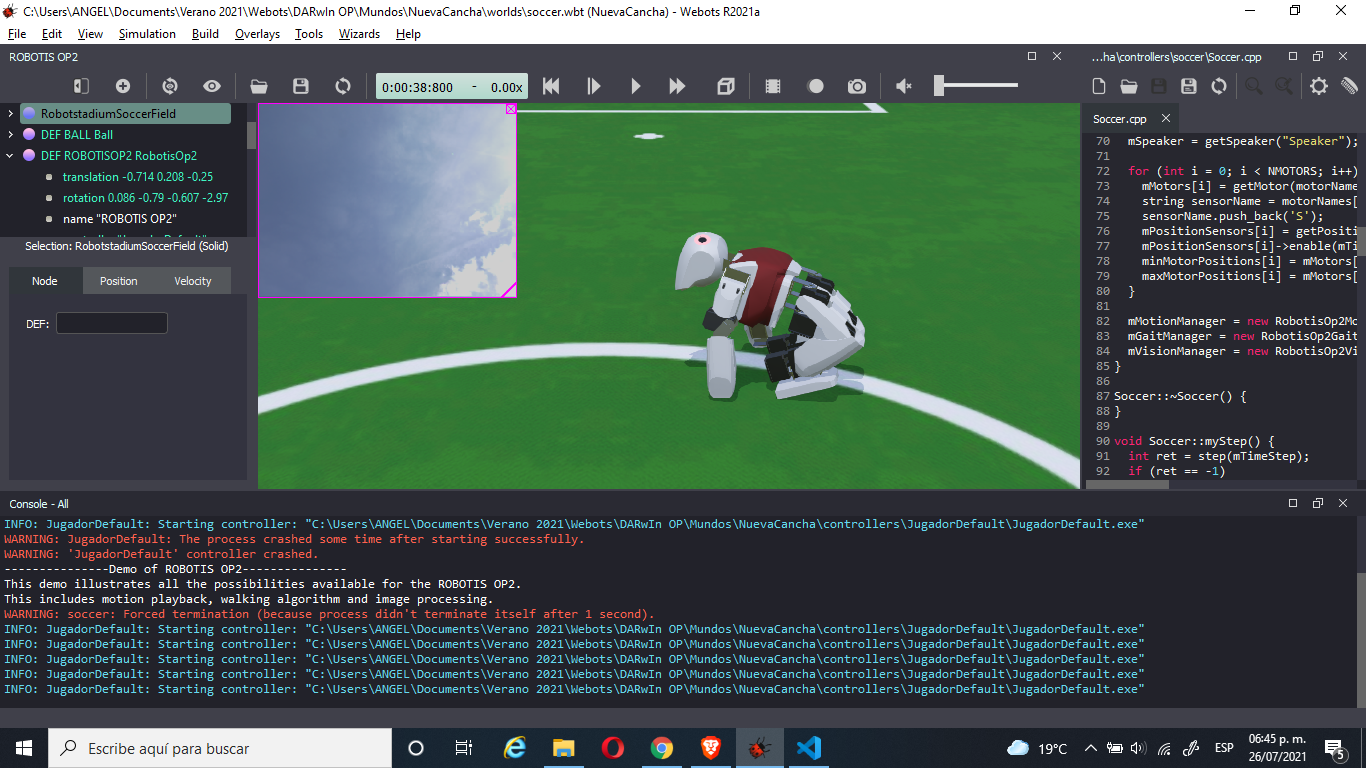 C:\Users\ANGEL\Documents\Verano 2021\Webots\DARwIn OP\Mundos\NuevaCancha\worlds\soccer.wbt (NuevaCancha) - Webots R2021a
File Edit View Simulation Build Overlays Tools Wizards Help
ROBOTIS OP2
...ha\controllers\soccer\Soccer.cpp
0:00:38:800 - 0.00x
RobotstadiumSoccerField
DEF BALL Ball
DEF ROBOTISOP2 RobotisOp2
translation -0.714 0.208 -0.25
rotation 0.086 -0.79 -0.607 -2.97
name "ROBOTIS OP2"
Selection: RobotstadiumSoccerField (Solid)
Node Position Velocity
DEF:
Soccer.cpp
70 mSpeaker = getSpeaker("Speaker");
71
72 for (int i = 0; i < NMOTORS; i++)
73 mMotors[i] = getMotor(motorName
74 string sensorName = motorNames[
75 sensorName.push_back('S');
76 mPositionSensors[i] = getPositi
77 mPositionSensors[i]->enable(mTi
78 minMotorPositions[i] = mMotors[
79 maxMotorPositions[i] = mMotors[
80 }
81
82 mMotionManager = new RobotisOp2Mo
83 mGaitManager = new RobotisOp2Gait
84 mVisionManager = new RobotisOp2Vi
85 }
86
87 Soccer::~Soccer() {
88 }
89
90 void Soccer::myStep() {
91 int ret = step(mTimeStep);
92 if (ret == -1)
Console - All
INFO: JugadorDefault: Starting controller: "C:\Users\ANGEL\Documents\Verano 2021\Webots\DARwIn OP\Mundos\NuevaCancha\controllers\JugadorDefault\JugadorDefault.exe"
WARNING: JugadorDefault: The process crashed some time after starting successfully.
WARNING: 'JugadorDefault' controller crashed.
---------------Demo of ROBOTIS OP2---------------
This demo illustrates all the possibilities available for the ROBOTIS OP2.
This includes motion playback, walking algorithm and image processing.
WARNING: soccer: Forced termination (because process didn't terminate itself after 1 second).
INFO: JugadorDefault: Starting controller: "C:\Users\ANGEL\Documents\Verano 2021\Webots\DARwIn OP\Mundos\NuevaCancha\controllers\JugadorDefault\JugadorDefault.exe"
INFO: JugadorDefault: Starting controller: "C:\Users\ANGEL\Documents\Verano 2021\Webots\DARwIn OP\Mundos\NuevaCancha\controllers\JugadorDefault\JugadorDefault.exe"
INFO: JugadorDefault: Starting controller: "C:\Users\ANGEL\Documents\Verano 2021\Webots\DARwIn OP\Mundos\NuevaCancha\controllers\JugadorDefault\JugadorDefault.exe"
INFO: JugadorDefault: Starting controller: "C:\Users\ANGEL\Documents\Verano 2021\Webots\DARwIn OP\Mundos\NuevaCancha\controllers\JugadorDefault\JugadorDefault.exe"
INFO: JugadorDefault: Starting controller: "C:\Users\ANGEL\Documents\Verano 2021\Webots\DARwIn OP\Mundos\NuevaCancha\controllers\JugadorDefault\JugadorDefault.exe"
Escribe aquí para buscar
19°C
ESP
06:45 p. m.
26/07/2021
5